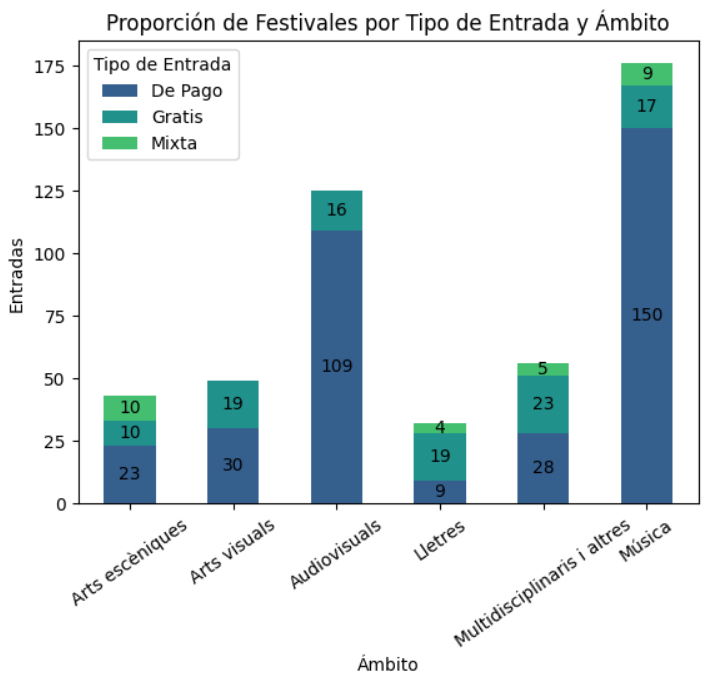 Proporción de Festivales por Tipo de Entrada y Ámbito
Tipo de Entrada
De Pago
Gratis
Mixta
Entradas
175
150
125
100
75
50
25
0
10
10
23
19
30
16
109
4
19
9
5
23
28
9
17
150
Arts escèniques
Arts visuals
Audiovisuals
Lletres
Multidisciplinaris i altres
Música
Ámbito